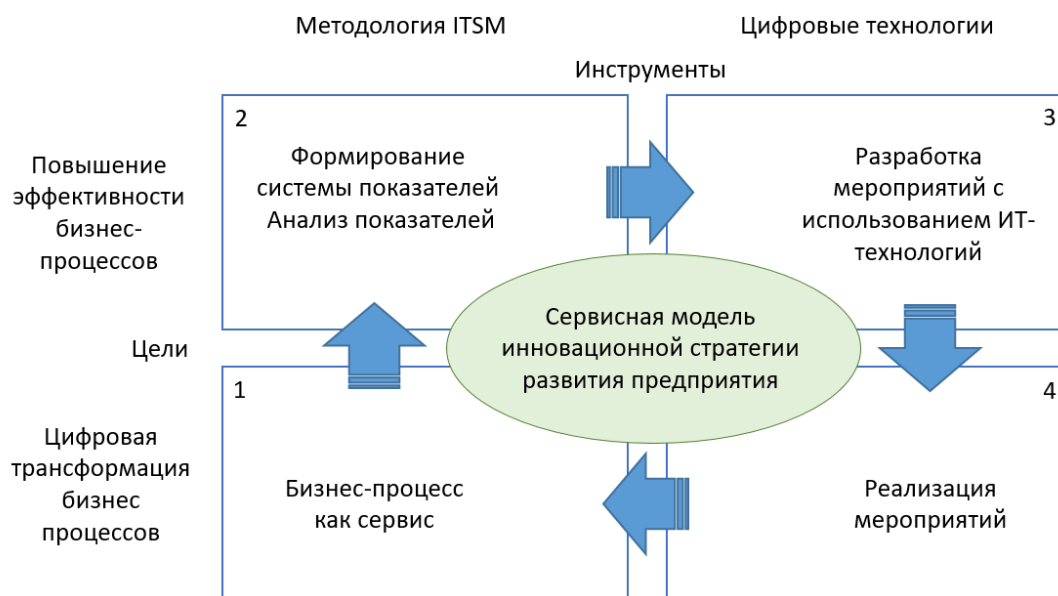 Методология ITSM
Цифровые технологии
Инструменты
2
3
Повышение
эффективности
бизнес-
процессов
Формирование
системы показателей
Анализ показателей
Разработка
мероприятий с
использованием ИТ-
технологий
Цели
Сервисная модель
инновационной стратегии
развития предприятия
1
4
Цифровая
трансформация
бизнес
процессов
Бизнес-процесс
как сервис
Реализация
мероприятий